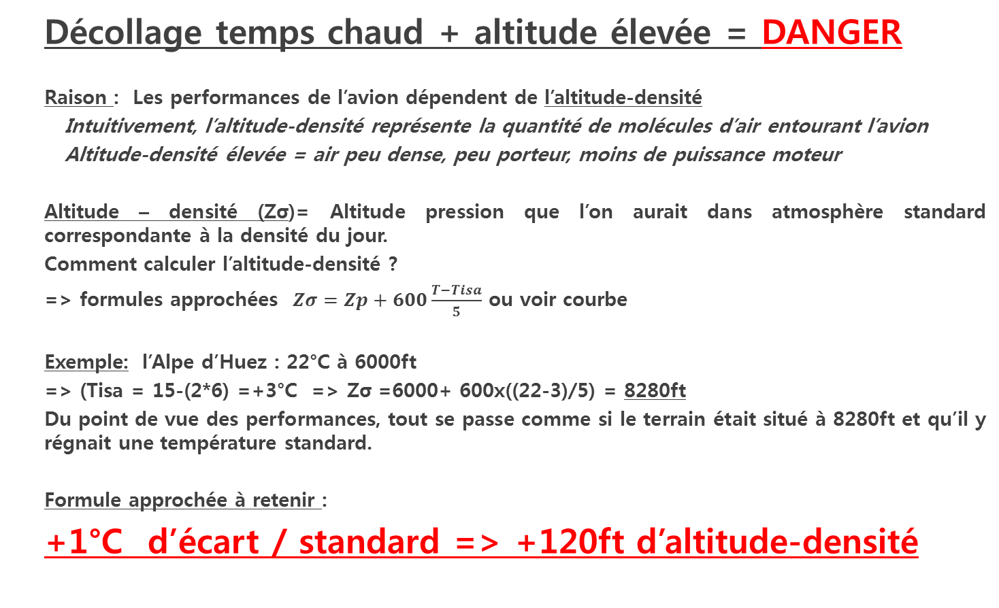 Décollage temps chaud + altitude élevée = DANGER
Raison : Les performances de l’avion dépendent de l’altitude-densité
Intuitivement, l’altitude-densité représente la quantité de molécules d’air entourant l’avion
Altitude-densité élevée = air peu dense, peu porteur, moins de puissance moteur
Altitude – densité (Zσ)= Altitude pression que l’on aurait dans atmosphère standard
correspondante à la densité du jour.
Comment calculer l’altitude-densité ?
=> formules approchées Zσ = Zp + 600 (T−Tisa)/5 ou voir courbe
Exemple: l’Alpe d’Huez : 22°C à 6000ft
=> (Tisa = 15-(2*6) =+3°C => Zσ =6000+ 600x((22-3)/5) = 8280ft
Du point de vue des performances, tout se passe comme si le terrain était situé à 8280ft et qu’il y
régnait une température standard.
Formule approchée à retenir :
+1°C d’écart / standard => +120ft d’altitude-densité